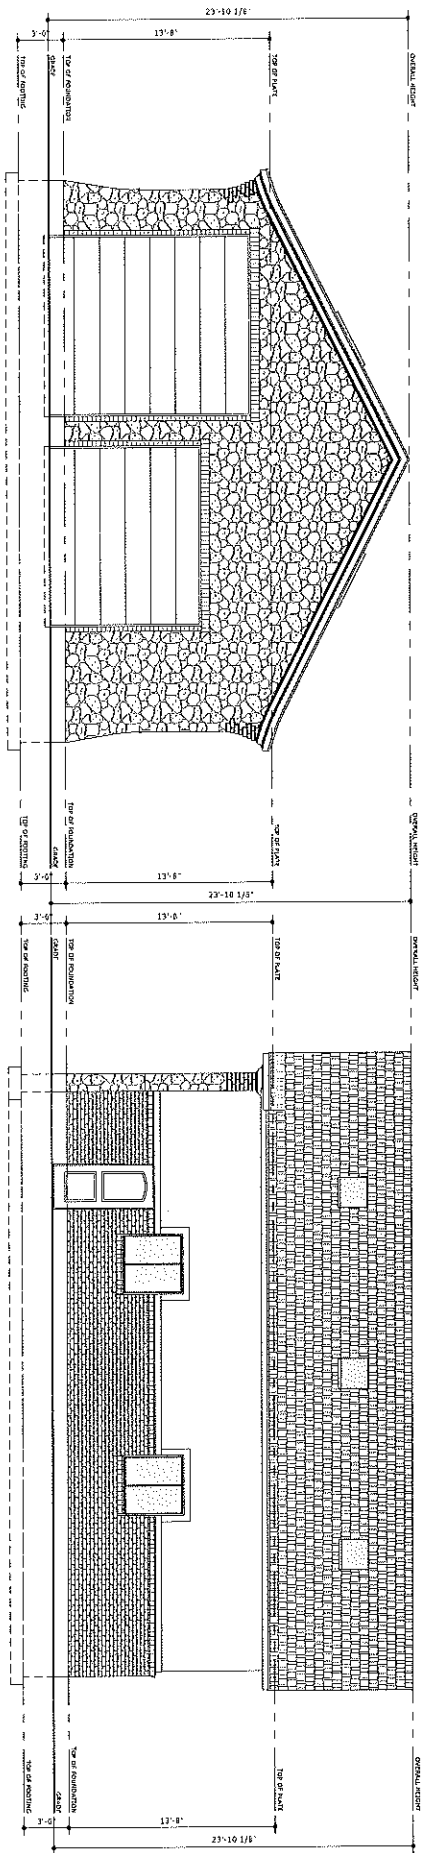 OVERALL HEIGHT
TOP OF PLATE
TOP OF FOUNDATION
GRADE
TOP OF FOOTING
23'-10 1/8"
13'-8"
3'-0"
OVERALL HEIGHT
TOP OF PLATE
TOP OF FOUNDATION
GRADE
TOP OF FOOTING
13'-8"
3'-0"
23'-10 1/8"
13'-8"
3'-0"
OVERALL HEIGHT
TOP OF PLATE
TOP OF FOUNDATION
GRADE
TOP OF FOOTING
OVERALL HEIGHT
TOP OF PLATE
TOP OF FOUNDATION
GRADE
TOP OF FOOTING
13'-8"
3'-0"
23'-10 1/8"